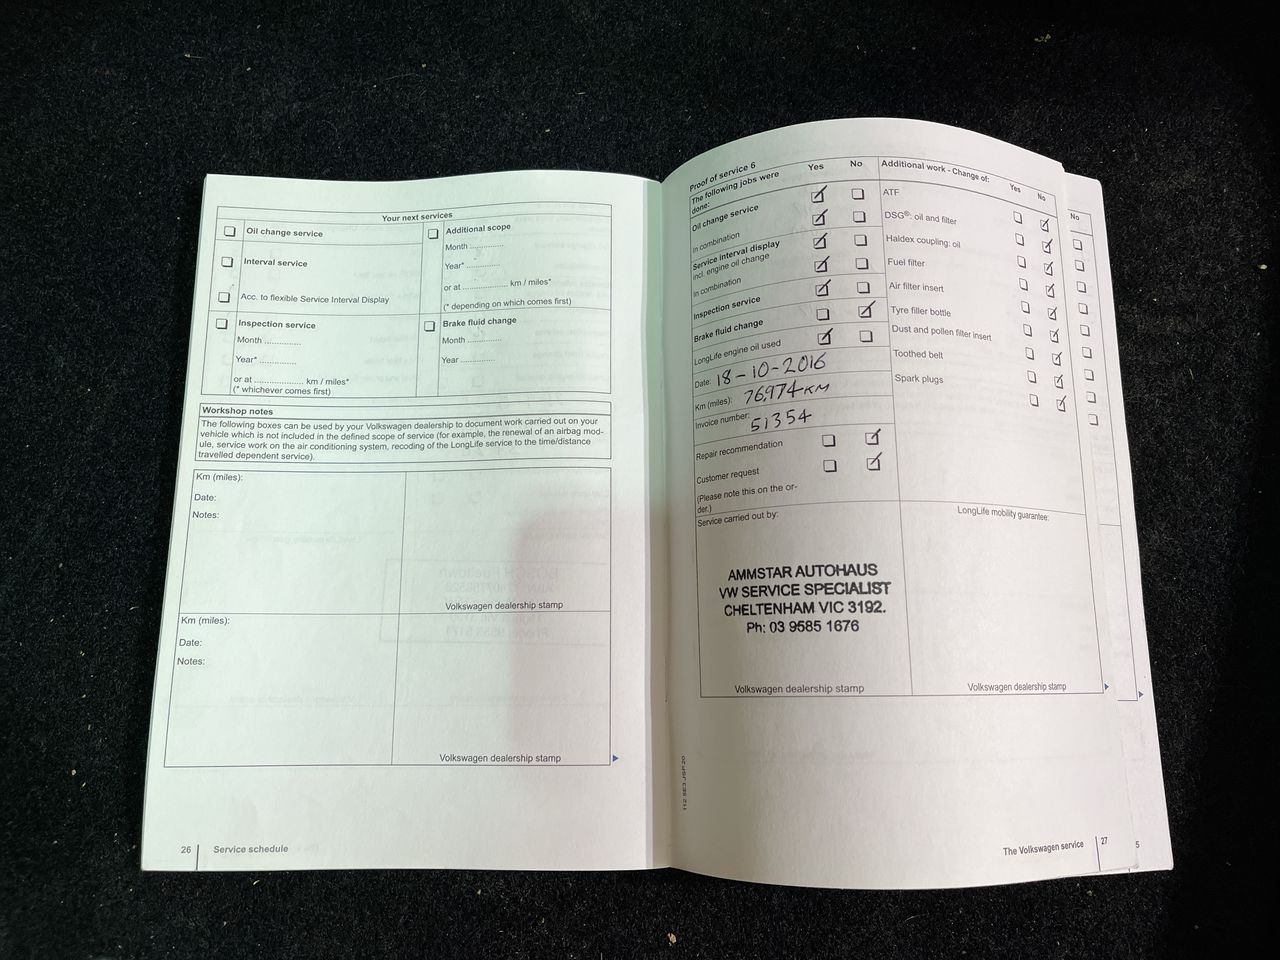 Your next services
Oil change service
Interval service
Acc. to flexible Service Interval Display
Inspection service
Month .............
Year* .............
or at ..................... km / miles*
(* whichever comes first)
Additional scope
Month .............
Year* .............
or at ..................... km / miles*
(* depending on which comes first)
Brake fluid change
Month .............
Year .............
Workshop notes
The following boxes can be used by your Volkswagen dealership to document work carried out on your
vehicle which is not included in the defined scope of service (for example, the renewal of an airbag mod-
ule, service work on the air conditioning system, recoding of the LongLife service to the time/distance
travelled dependent service).
Km (miles):
Date:
Notes:
Volkswagen dealership stamp
Km (miles):
Date:
Notes:
Volkswagen dealership stamp
26
Service schedule
Proof of service 6
The following jobs were
done:
Yes
No
Oil change service
In combination
Service interval display
incl. engine oil change
In combination
Inspection service
Brake fluid change
LongLife engine oil used
Date: 18-10-2016
Km (miles): 76,974 KM
Invoice number: 51354
Repair recommendation
Customer request
(Please note this on the or-
der.)
Additional work - Change of:
Yes
No
ATF
DSG®: oil and filter
Haldex coupling: oil
Fuel filter
Air filter insert
Tyre filler bottle
Dust and pollen filter insert
Toothed belt
Spark plugs
Service carried out by:
AMMSTAR AUTOHAUS
VW SERVICE SPECIALIST
CHELTENHAM VIC 3192.
Ph: 03 9585 1676
Volkswagen dealership stamp
LongLife mobility guarantee:
Volkswagen dealership stamp
The Volkswagen service
27
No
5